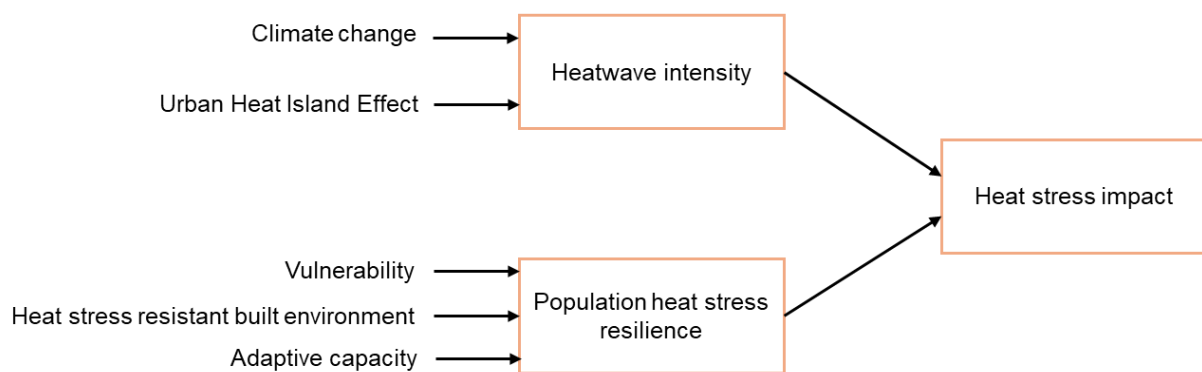 Climate change
Urban Heat Island Effect
Heatwave intensity
Heat stress impact
Vulnerability
Heat stress resistant built environment
Adaptive capacity
Population heat stress
resilience